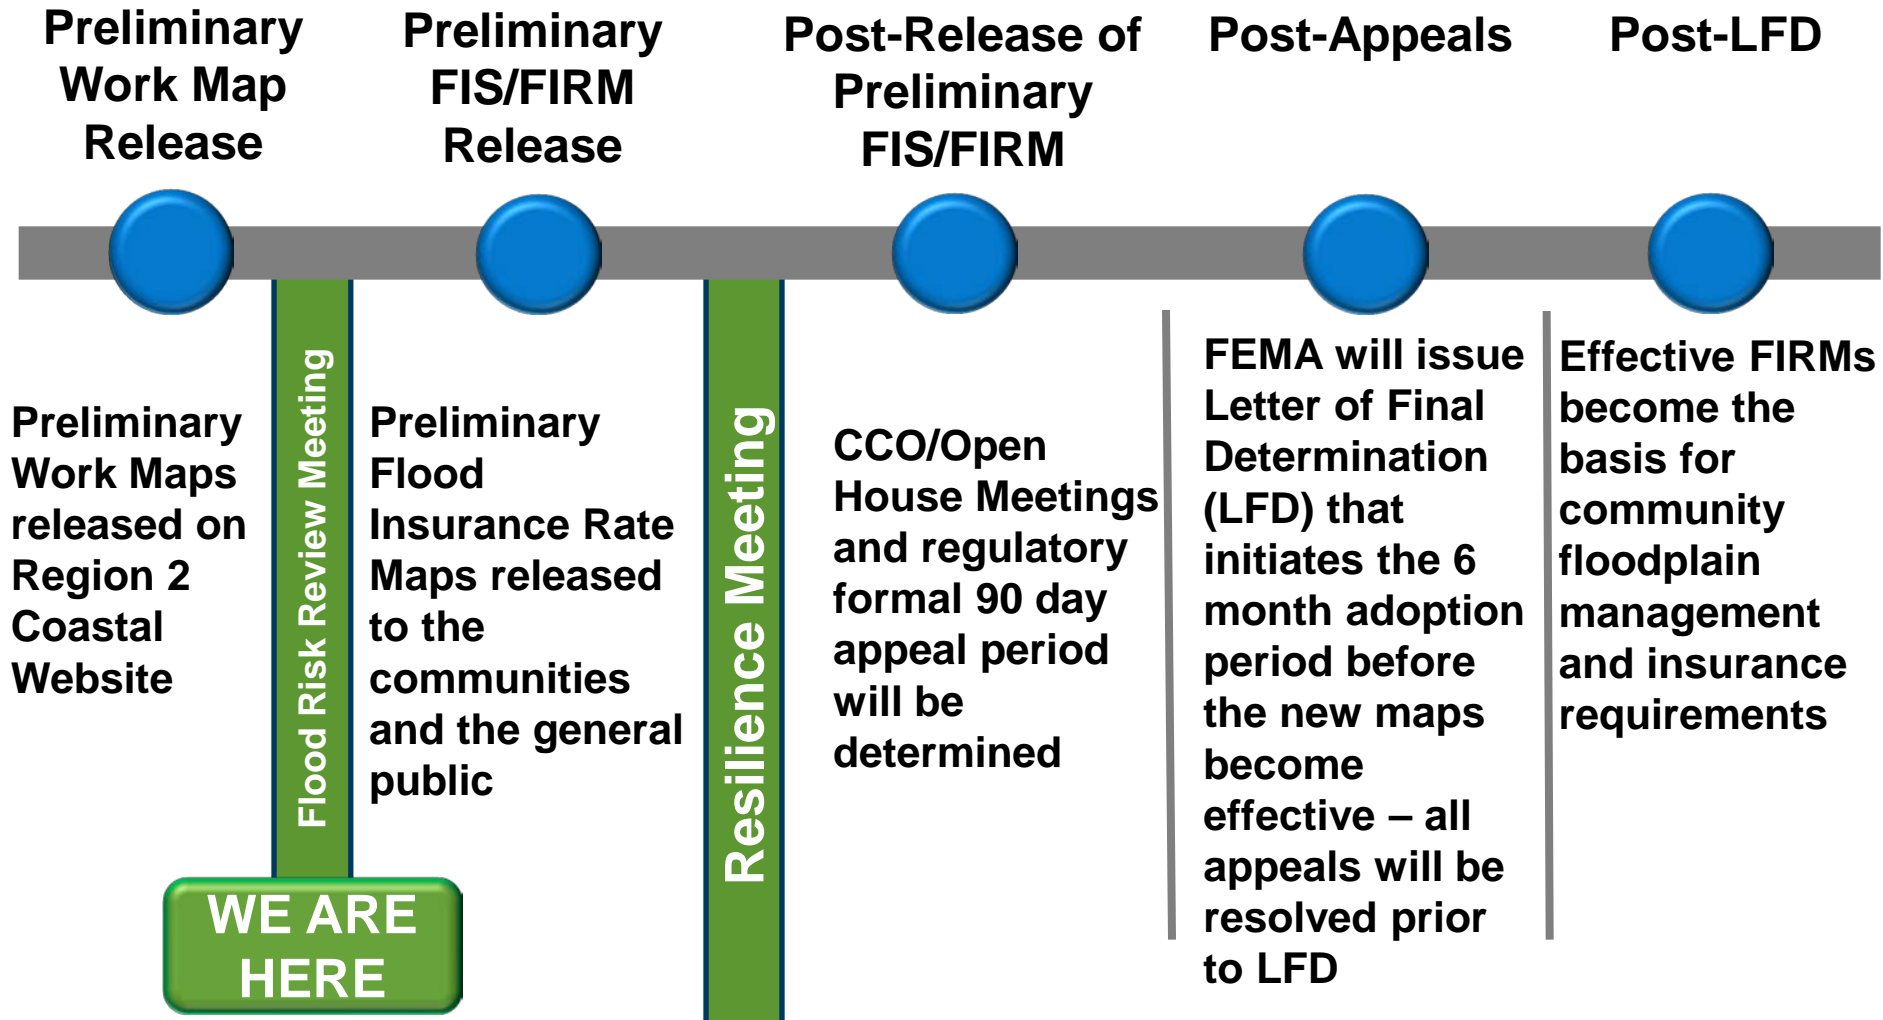 Preliminary
Work Map
Release
Preliminary
FIS/FIRM
Release
Post-Release of
Preliminary
FIS/FIRM
Post-Appeals
Post-LFD
Preliminary
Work Maps
released on
Region 2
Coastal
Website
Flood Risk Review Meeting
WE ARE
HERE
Preliminary
Flood
Insurance Rate
Maps released
to the
communities
and the general
public
Resilience Meeting
CCO/Open
House Meetings
and regulatory
formal 90 day
appeal period
will be
determined
FEMA will issue
Letter of Final
Determination
(LFD) that
initiates the 6
month adoption
period before
the new maps
become
effective – all
appeals will be
resolved prior
to LFD
Effective FIRMs
become the
basis for
community
floodplain
management
and insurance
requirements